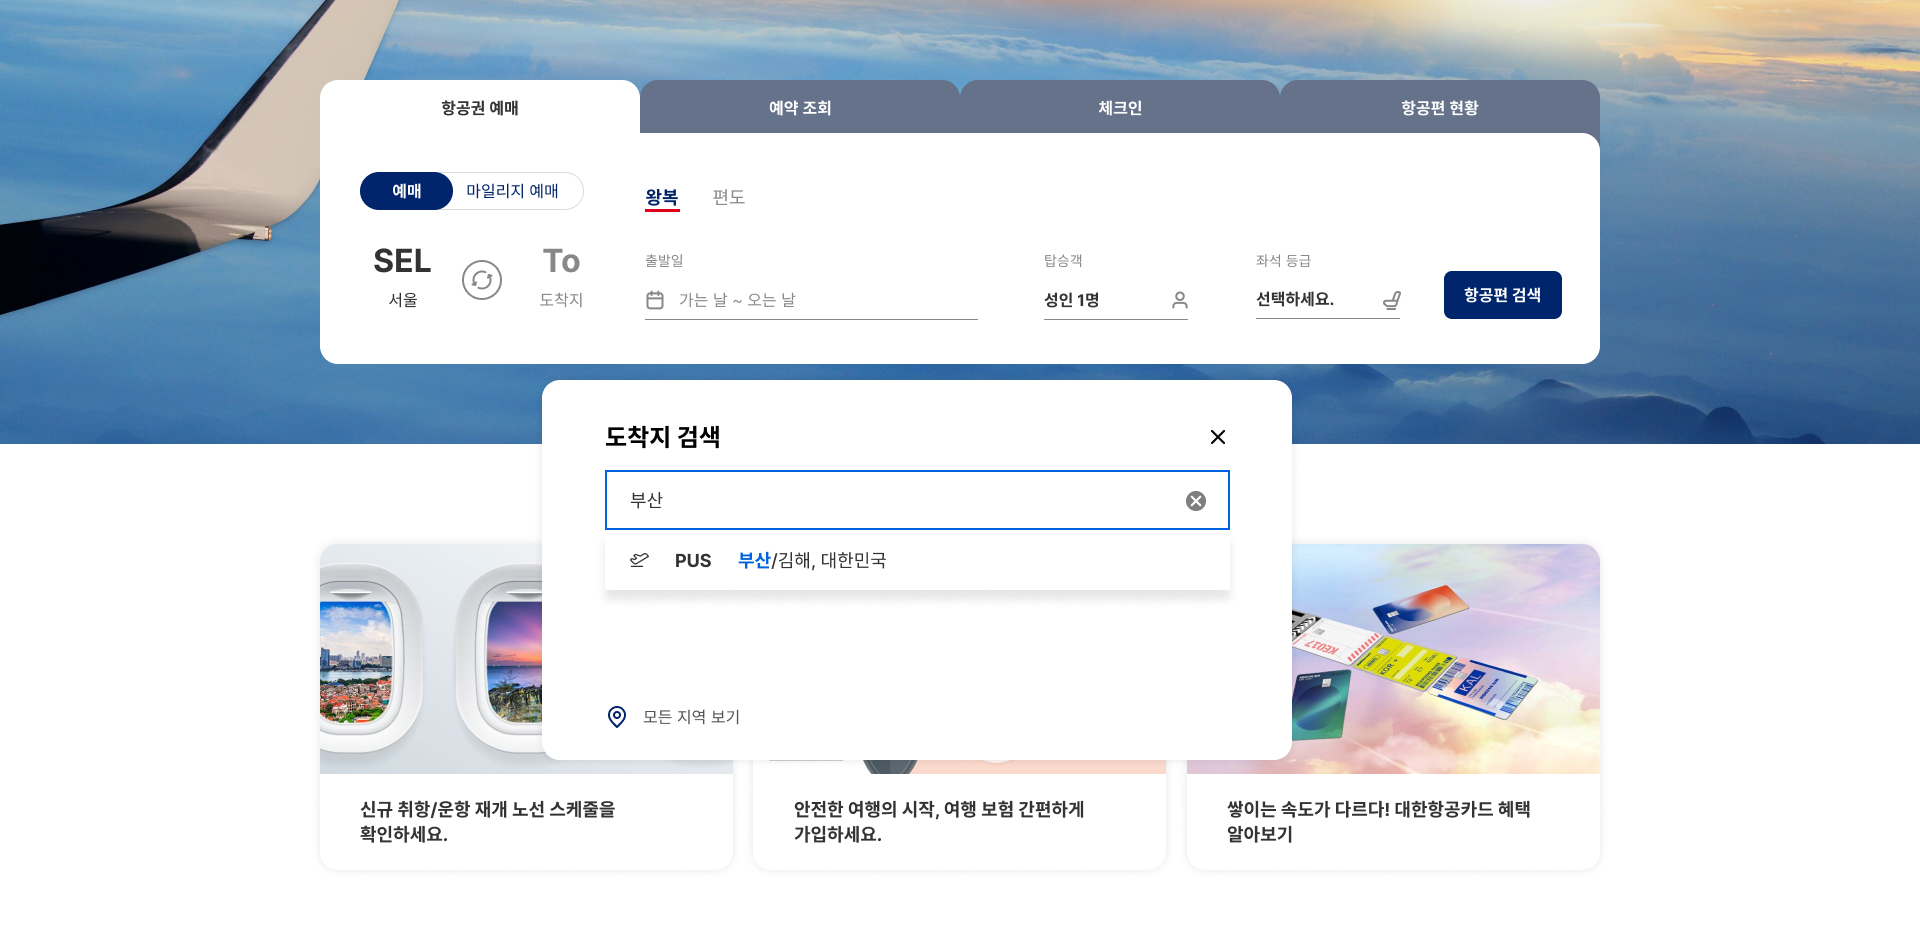 항공권 예매
예약 조회
체크인
항공편 현황
예매
마일리지 예매
왕복
편도
SEL
서울
To
도착지
출발일
가는 날 ~ 오는 날
탑승객
성인 1명
좌석 등급
선택하세요.
항공편 검색
도착지 검색
부산
PUS 부산/김해, 대한민국
모든 지역 보기
KE017
KOR
KAL
신규 취항/운항 재개 노선 스케줄을
확인하세요.
안전한 여행의 시작, 여행 보험 간편하게
가입하세요.
쌓이는 속도가 다르다! 대한항공카드 혜택
알아보기